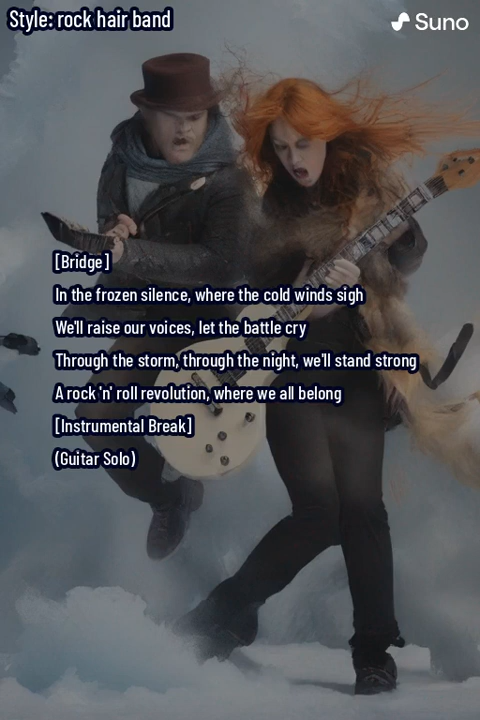 Style: rock hair band
Suno
[Bridge]
In the frozen silence, where the cold winds sigh
We'll raise our voices, let the battle cry
Through the storm, through the night, we'll stand strong
A rock 'n' roll revolution, where we all belong
[Instrumental Break]
(Guitar Solo)